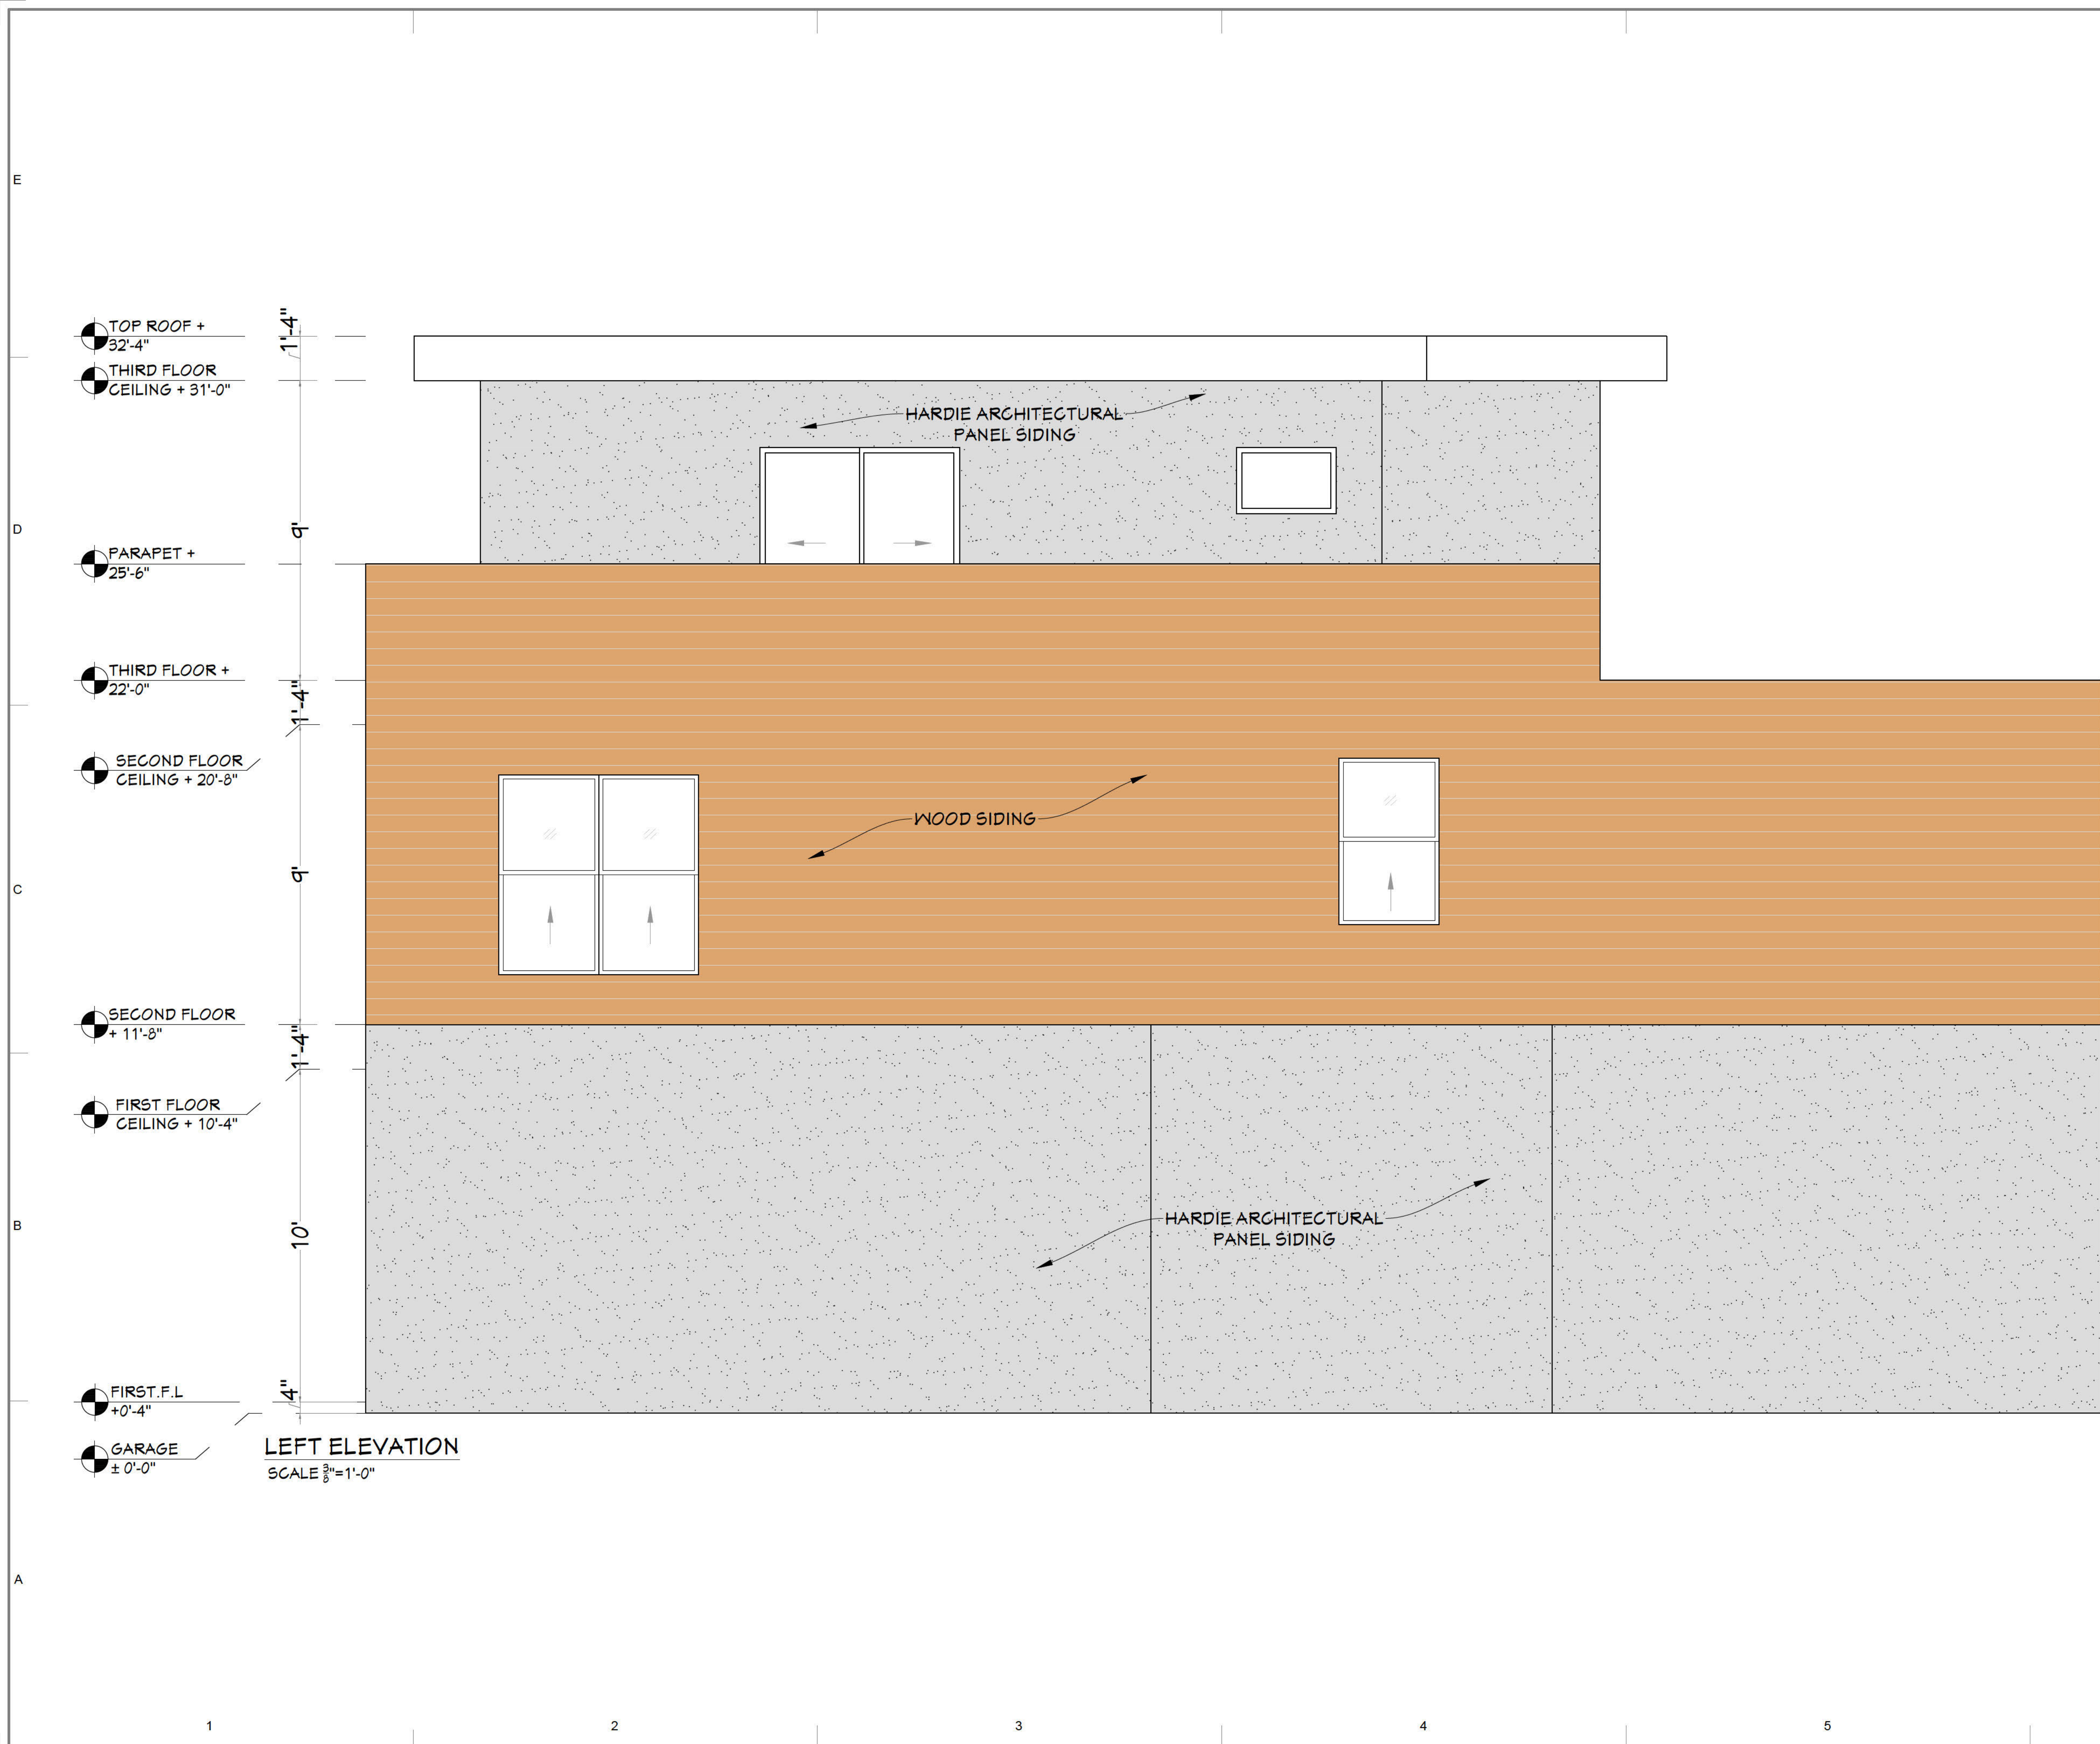 E
TOP ROOF +
32'-4"
1'-4"
THIRD FLOOR
CEILING + 31'-0"
HARDIE ARCHITECTURAL
PANEL SIDING
D
9'
PARAPET +
25'-6"
THIRD FLOOR +
22'-0"
1'-4"
SECOND FLOOR
CEILING + 20'-8"
WOOD SIDING
C
9'
SECOND FLOOR
+ 11'-8"
1'-4"
FIRST FLOOR
CEILING + 10'-4"
HARDIE ARCHITECTURAL
PANEL SIDING
B
10'
FIRST.F.L
+0'-4"
4"
GARAGE
± 0'-0"
LEFT ELEVATION
SCALE 3/8"=1'-0"
A
1 2 3 4 5